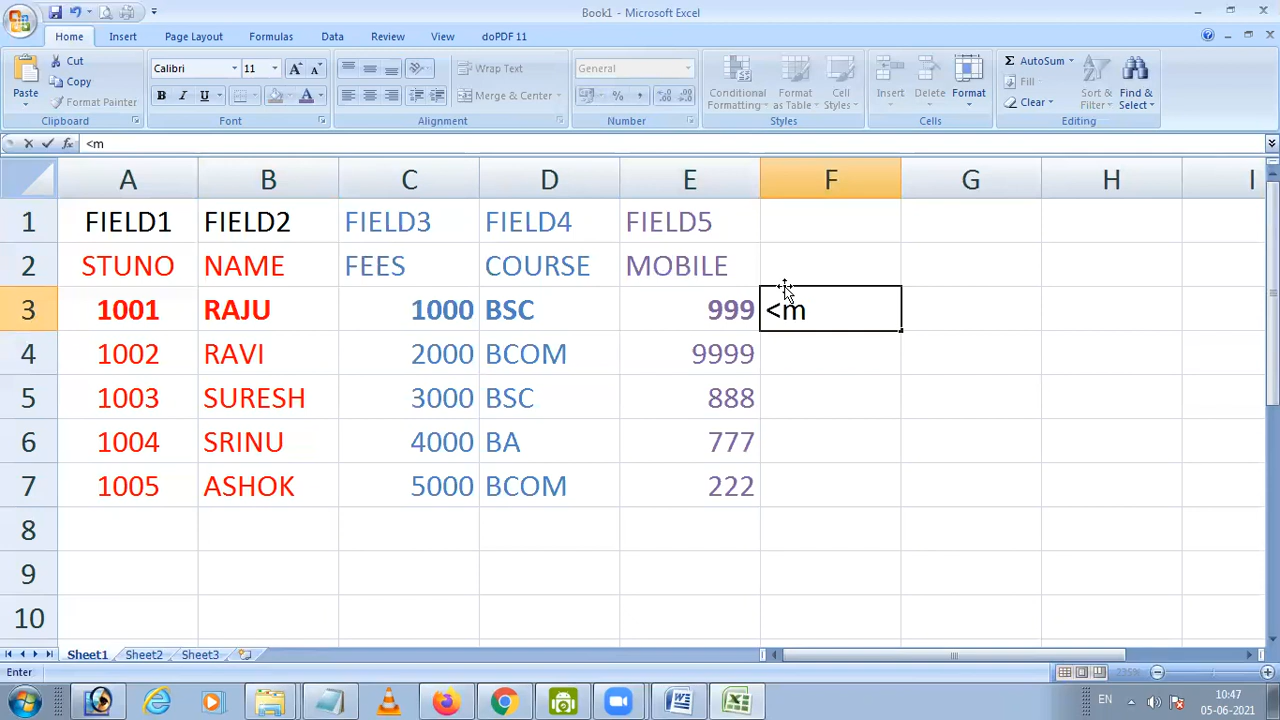 Book1 - Microsoft Excel
Home Insert Page Layout Formulas Data Review View doPDF 11
Paste Cut Copy Format Painter Clipboard
Calibri 11 A A B I U A Font
Wrap Text Merge & Center Alignment
General % , Number
Conditional Formatting Format as Table Cell Styles Styles
Insert Delete Format Cells
Σ AutoSum Fill Clear Sort & Filter Find & Select Editing
fx <m
A B C D E F G H I
1 FIELD1 FIELD2 FIELD3 FIELD4 FIELD5
2 STUNO NAME FEES COURSE MOBILE
3 1001 RAJU 1000 BSC 999 <m
4 1002 RAVI 2000 BCOM 9999
5 1003 SURESH 3000 BSC 888
6 1004 SRINU 4000 BA 777
7 1005 ASHOK 5000 BCOM 222
8
9
10
Sheet1 Sheet2 Sheet3
Enter
EN 10:47
05-06-2021